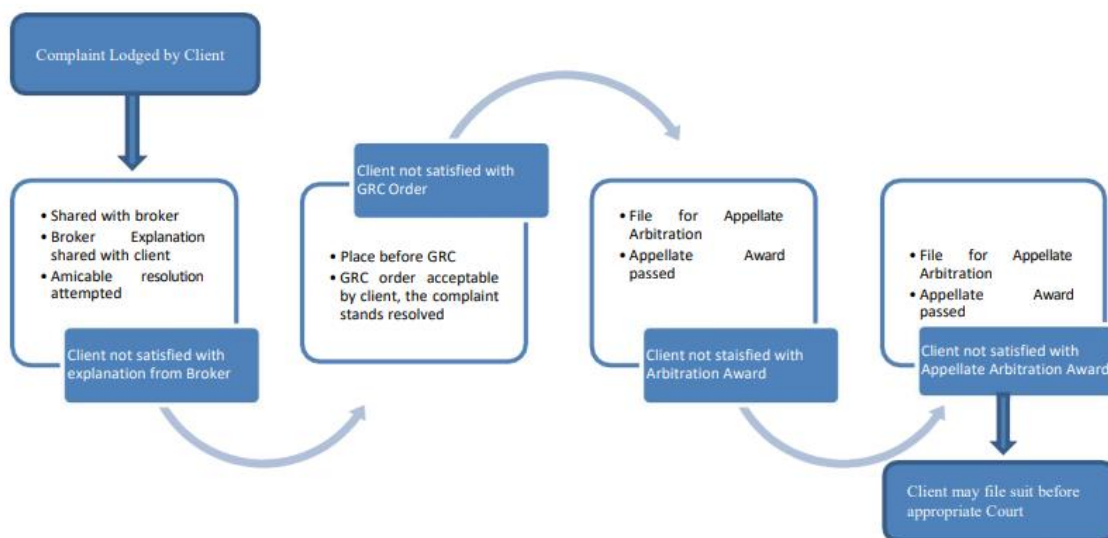 Complaint Lodged by Client
• Shared with broker
• Broker Explanation
shared with client
• Amicable resolution
attempted
Client not satisfied with
explanation from Broker
Client not satisfied with
GRC Order
• Place before GRC
• GRC order acceptable
by client, the complaint
stands resolved
• File for Appellate
Arbitration
• Appellate Award
passed
Client not staisfied with
Arbitration Award
• File for Appellate
Arbitration
• Appellate Award
passed
Client not satisfied with
Appellate Arbitration Award
Client may file suit before
appropriate Court